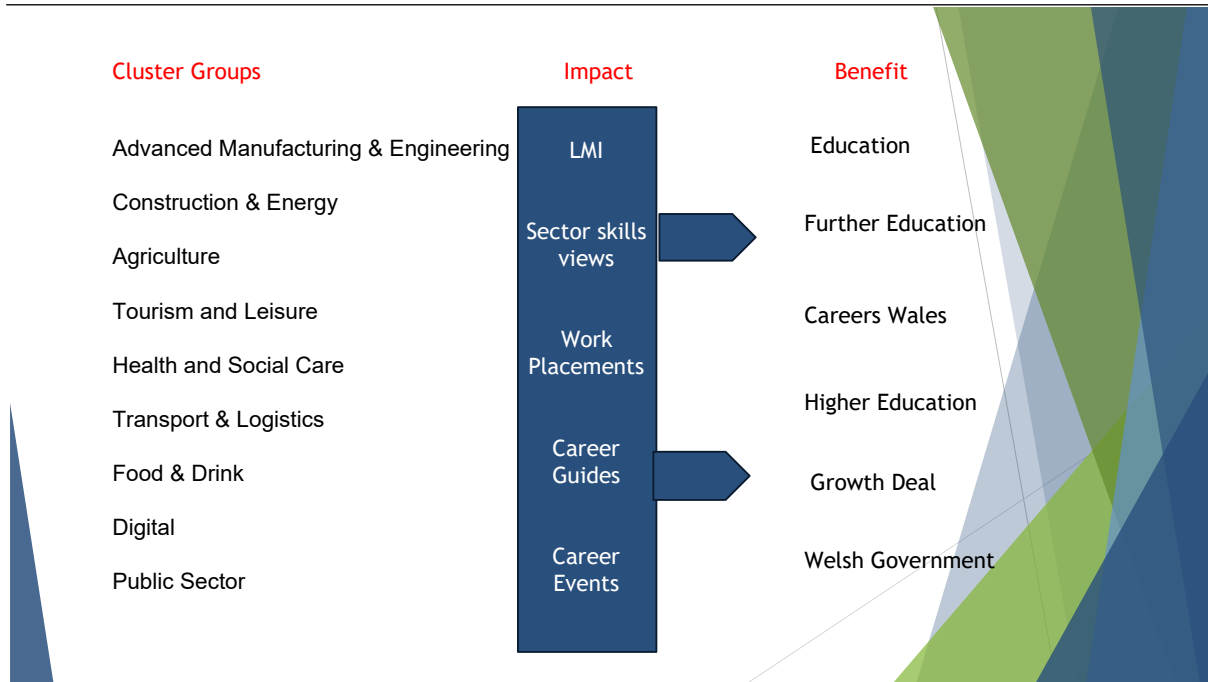 Cluster Groups
Impact
Benefit
Advanced Manufacturing & Engineering
Construction & Energy
Agriculture
Tourism and Leisure
Health and Social Care
Transport & Logistics
Food & Drink
Digital
Public Sector
LMI
Sector skills
views
Work
Placements
Career
Guides
Career
Events
Education
Further Education
Careers Wales
Higher Education
Growth Deal
Welsh Government